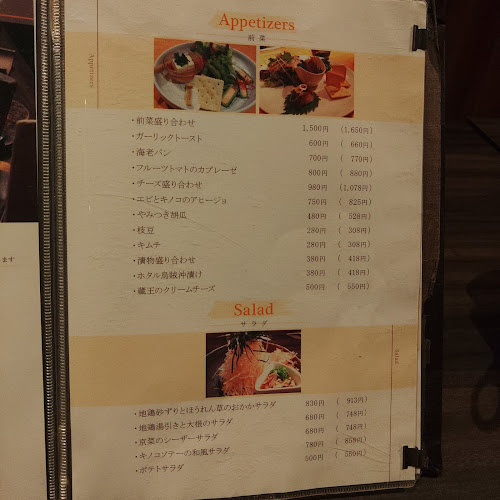 Appetizers
前菜
Appetizers
・前菜盛り合わせ 1,500円 (1,650円)
・ガーリックトースト 600円 ( 660円)
・海老パン 700円 ( 770円)
・フルーツトマトのカプレーゼ 800円 ( 880円)
・チーズ盛り合わせ 980円 (1,078円)
・エビとキノコのアヒージョ 750円 ( 825円)
・やみつき胡瓜 480円 ( 528円)
・枝豆 280円 ( 308円)
・キムチ 280円 ( 308円)
・漬物盛り合わせ 380円 ( 418円)
・ホタル烏賊沖漬け 380円 ( 418円)
・蔵王のクリームチーズ 500円 ( 550円)
ます
Salad
サラダ
Salad
・地鶏砂ずりとほうれん草のおかかサラダ 830円 ( 913円)
・地鶏湯引きと大根のサラダ 680円 ( 748円)
・京菜のシーザーサラダ 680円 ( 748円)
・キノコソテーの和風サラダ 780円 ( 858円)
・ポテトサラダ 500円 ( 550円)